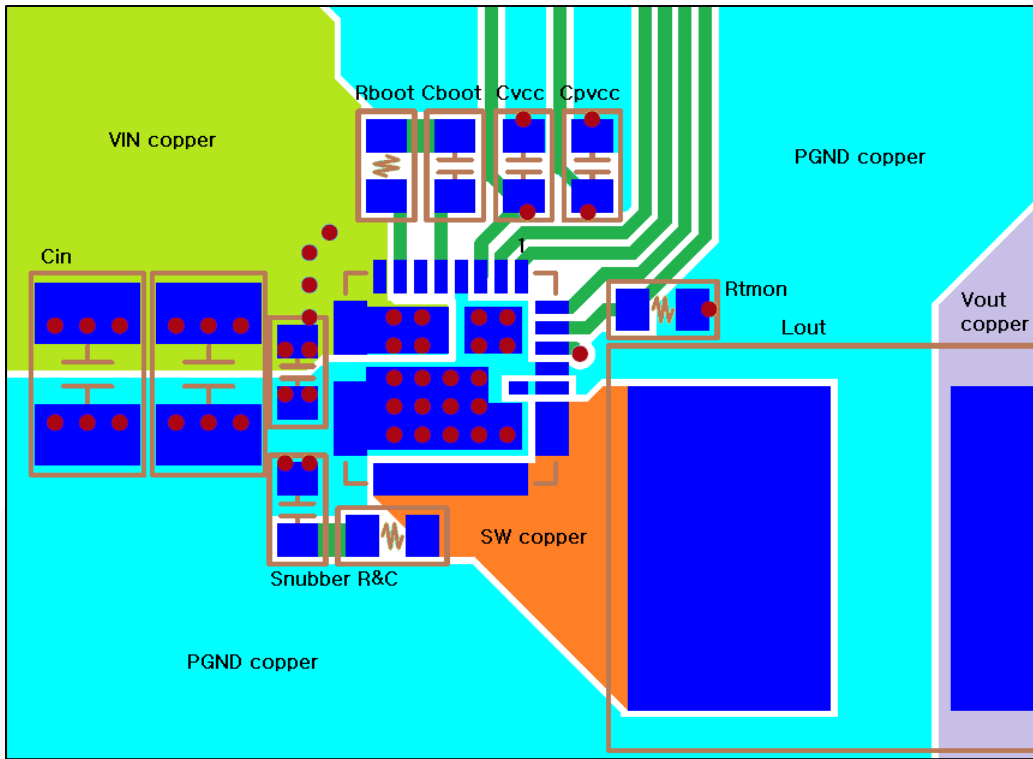 Rboot Cboot Cvcc Cpvcc
VIN copper
PGND copper
1
Cin
Rtmon
Vout
copper
Lout
SW copper
Snubber R&C
PGND copper